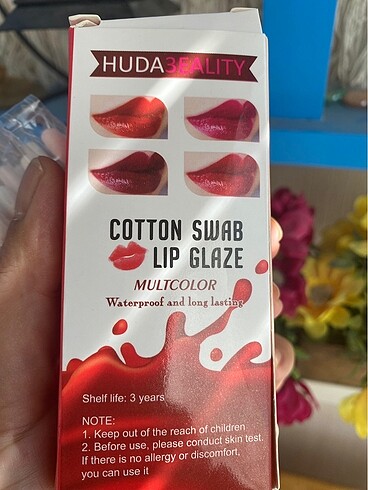 HUDA3EALITY
COTTON SWAB
LIP GLAZE
MULTCOLOR
Waterproof and long lasting
Shelf life: 3 years
NOTE:
1. Keep out of the reach of children.
2. Before use, please conduct skin test.
If there is no allergy or discomfort,
you can use it